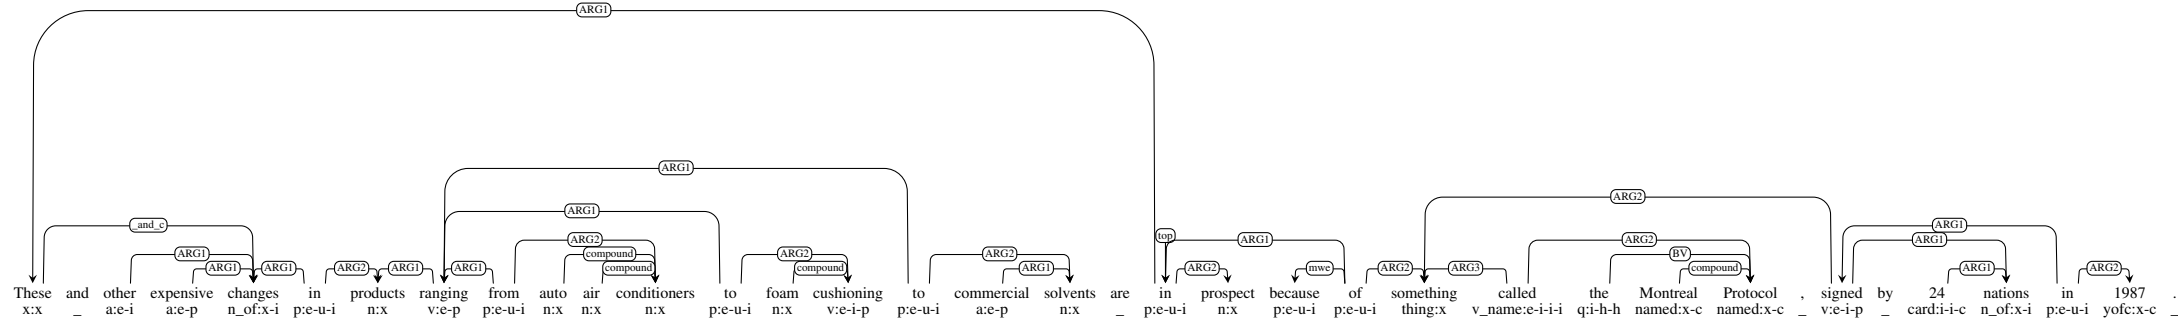 ARG1
ARG1
ARG2
ARG1
_and_c ARG1
top ARG2 ARG1 ARG2 ARG1 ARG2 ARG1
ARG1 compound ARG2 ARG2 BV
ARG1 ARG1 ARG2 ARG1 ARG1 compound compound ARG1 ARG2 mwe ARG2 ARG3 compound ARG1 ARG2
These and other expensive changes in products ranging from auto air conditioners to foam cushioning to commercial solvents are in prospect because of something called the Montreal Protocol , signed by 24 nations in 1987 .
x:x _ a:e-i a:e-p n_of:x-i p:e-u-i n:x v:e-p p:e-u-i n:x n:x n:x p:e-u-i n:x v:e-i-p p:e-u-i a:e-p n:x _ p:e-u-i n:x p:e-u-i p:e-u-i thing:x v_name:e-i-i-i q:i-h-h named:x-c named:x-c _ v:e-i-p _ card:i-i-c n_of:x-i p:e-u-i yofc:x-c _